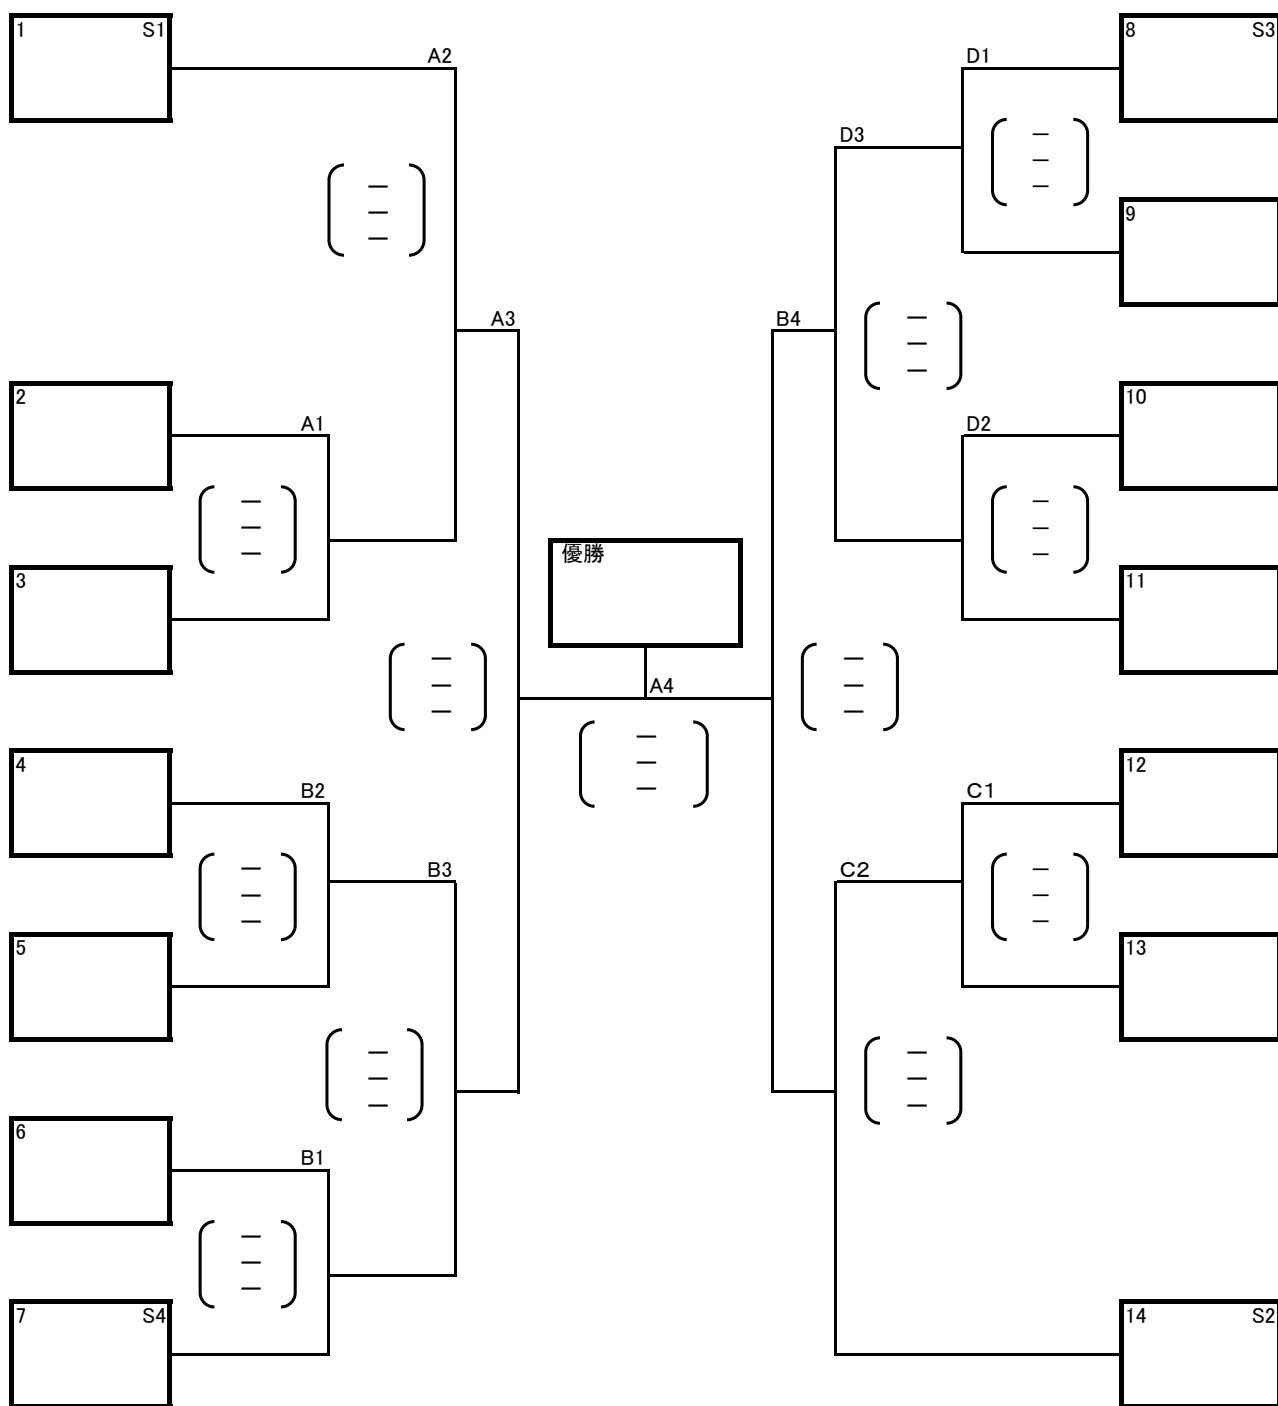 1 S1
A2
D1
8 S3
D3
—
—
—
—
—
—
9
A3
B4
—
—
—
2
A1
D2
10
—
—
—
—
—
—
優勝
3
11
—
—
—
—
—
—
A4
—
—
—
4
B2
C1
12
B3
C2
—
—
—
—
—
—
5
13
—
—
—
—
—
—
6
B1
—
—
—
7 S4
14 S2